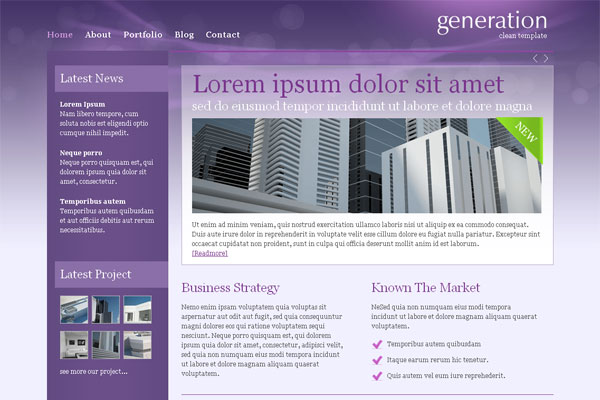 generation
clean template
Home About Portfolio Blog Contact
Latest News
Lorem Ipsum
Nam libero tempore, cum
soluta nobis est eligendi optio
cumque nihil impedit.
Neque porro
Neque porro quisquam est, qui
dolorem ipsum quia dolor sit
amet, consectetur.
Temporibus autem
Temporibus autem quibusdam
et aut officiis debitis aut rerum
necessitatibus.
Latest Project
see more our project...
Lorem ipsum dolor sit amet
sed do eiusmod tempor incididunt ut labore et dolore magna
NEW
Ut enim ad minim veniam, quis nostrud exercitation ullamco laboris nisi ut aliquip ex ea commodo consequat.
Duis aute irure dolor in reprehenderit in voluptate velit esse cillum dolore eu fugiat nulla pariatur. Excepteur sint
occaecat cupidatat non proident, sunt in culpa qui officia deserunt mollit anim id est laborum.
[Readmore]
Business Strategy
Nemo enim ipsam voluptatem quia voluptas sit
aspernatur aut odit aut fugit, sed quia consequuntur
magni dolores eos qui ratione voluptatem sequi
nesciunt. Neque porro quisquam est, qui dolorem
ipsum quia dolor sit amet, consectetur, adipisci velit,
sed quia non numquam eius modi tempora incidunt
ut labore et dolore magnam aliquam quaerat
voluptatem.
Known The Market
NeSed quia non numquam eius modi tempora
incidunt ut labore et dolore magnam aliquam quaerat
voluptatem.
Temporibus autem quibusdam
Itaque earum rerum hic tenetur.
Quis autem vel eum iure reprehederit.